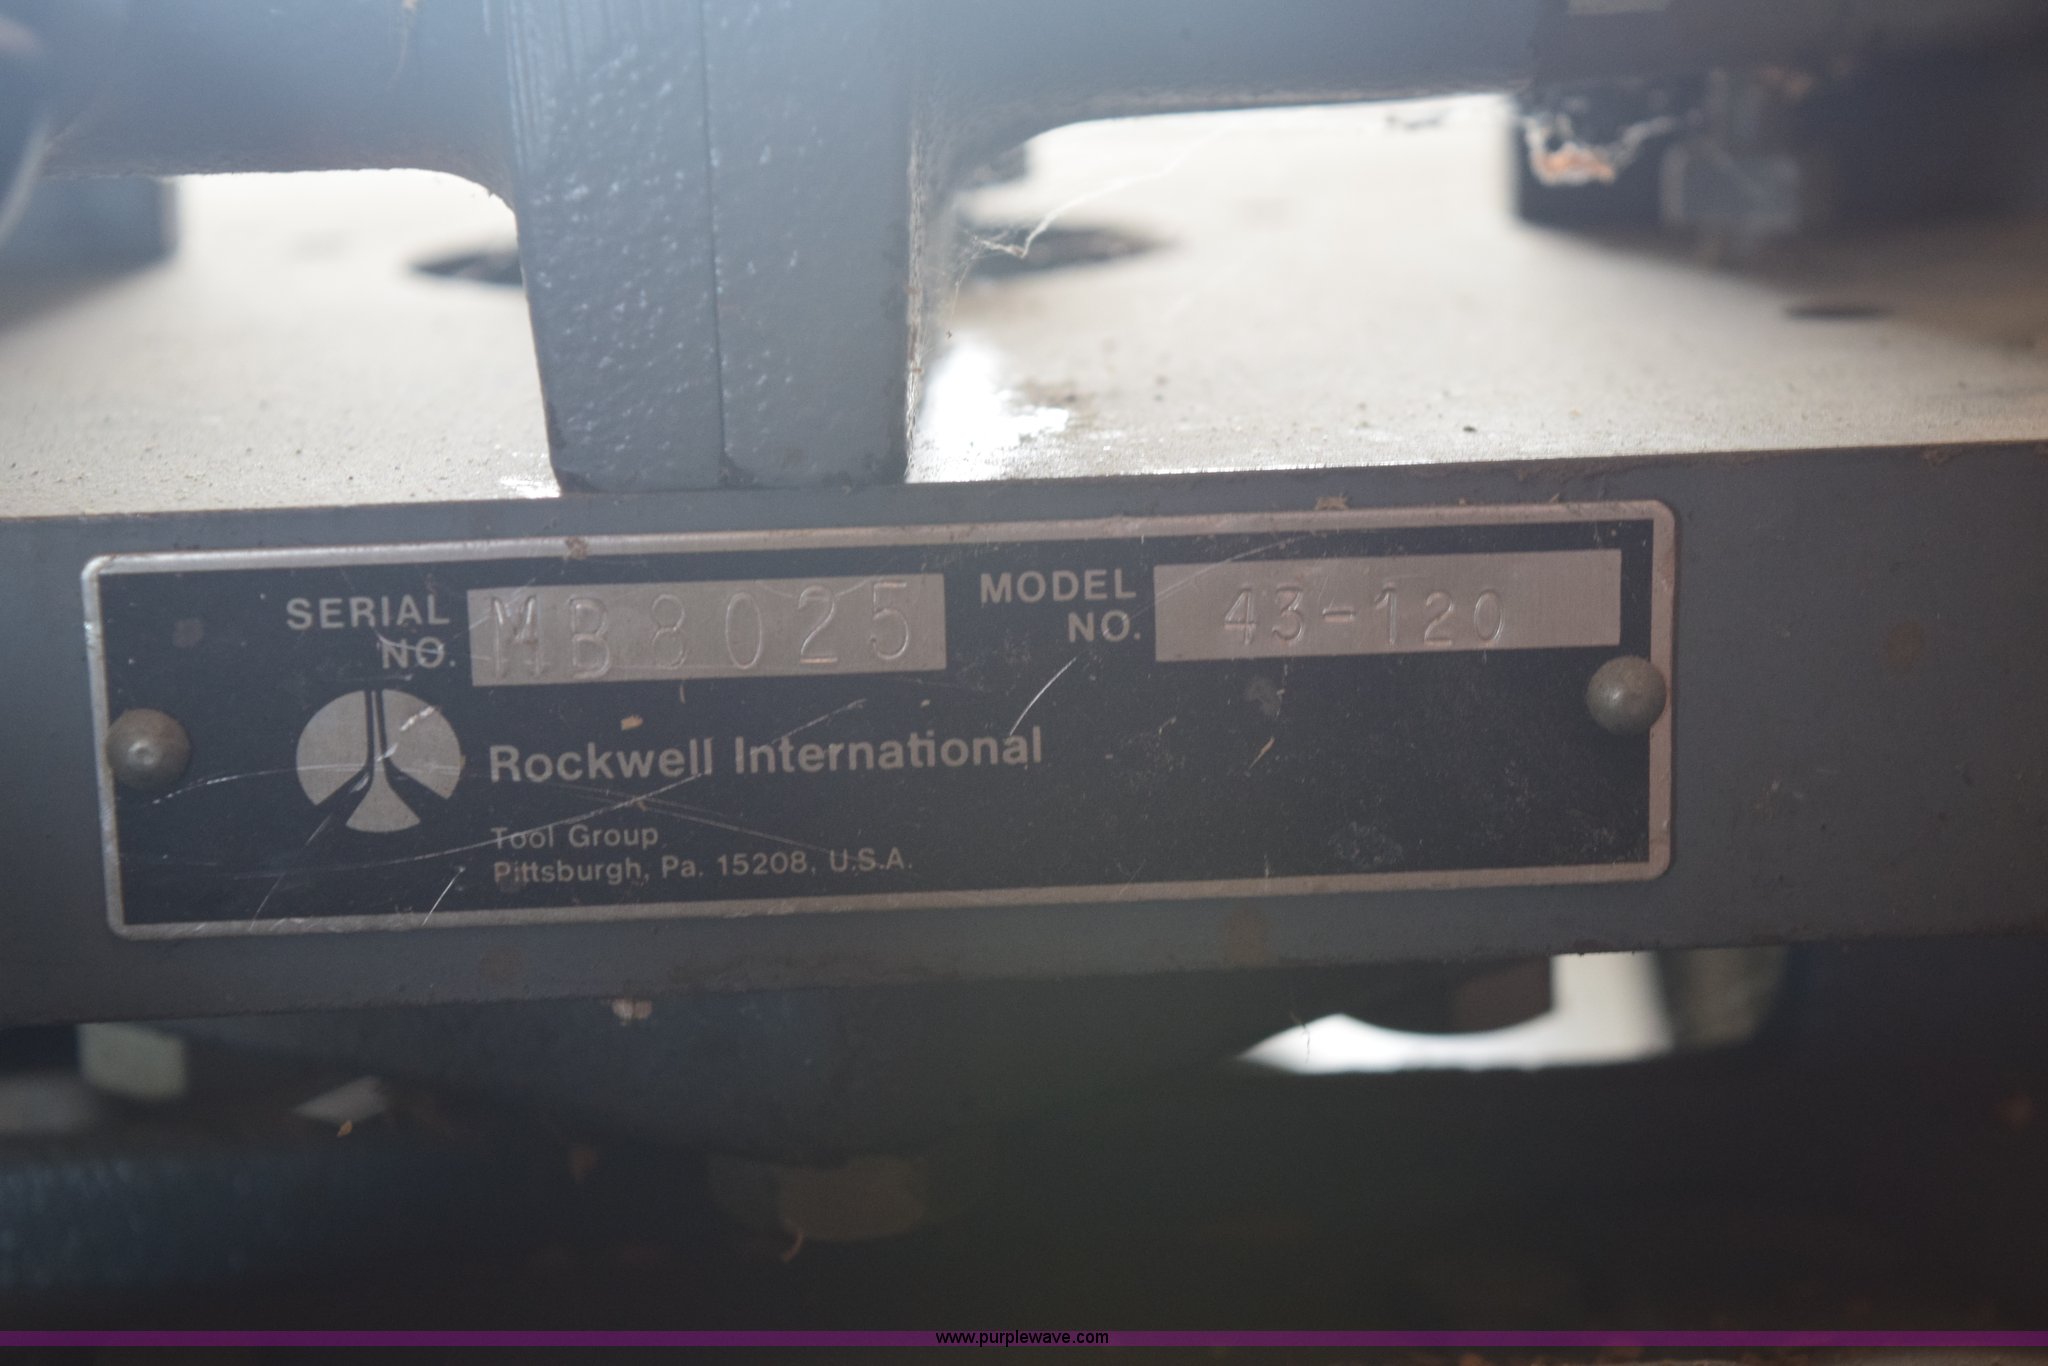 SERIAL NO. MB8025
MODEL NO. 43-120
Rockwell International
Tool Group
Pittsburgh, Pa. 15208, U.S.A.
www.purplewave.com